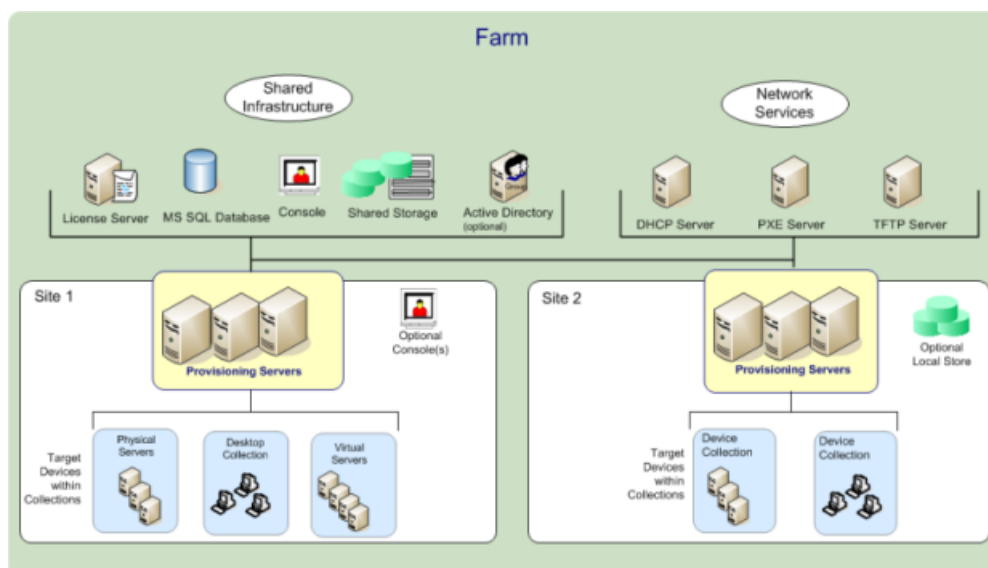 Farm
Shared
Infrastructure
Network
Services
License Server
MS SQL Database
Console
Shared Storage
Group
Active Directory
(optional)
DHCP Server
PXE Server
TFTP Server
Site 1
Provisioning Servers
Optional
Console(s)
Target
Devices
within
Collections
Physical
Servers
Desktop
Collection
Virtual
Servers
Site 2
Provisioning Servers
Optional
Local Store
Target
Devices
within
Collections
Device
Collection
Device
Collection